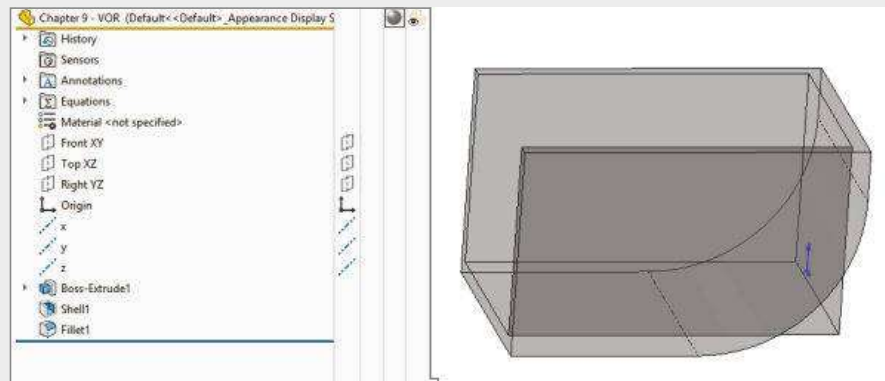 Chapter 9 - VOR (Default<<Default>_Appearance Display S
History
Sensors
Annotations
Equations
Material <not specified>
Front XY
Top XZ
Right YZ
Origin
x
y
z
Boss-Extrude1
Shell1
Fillet1